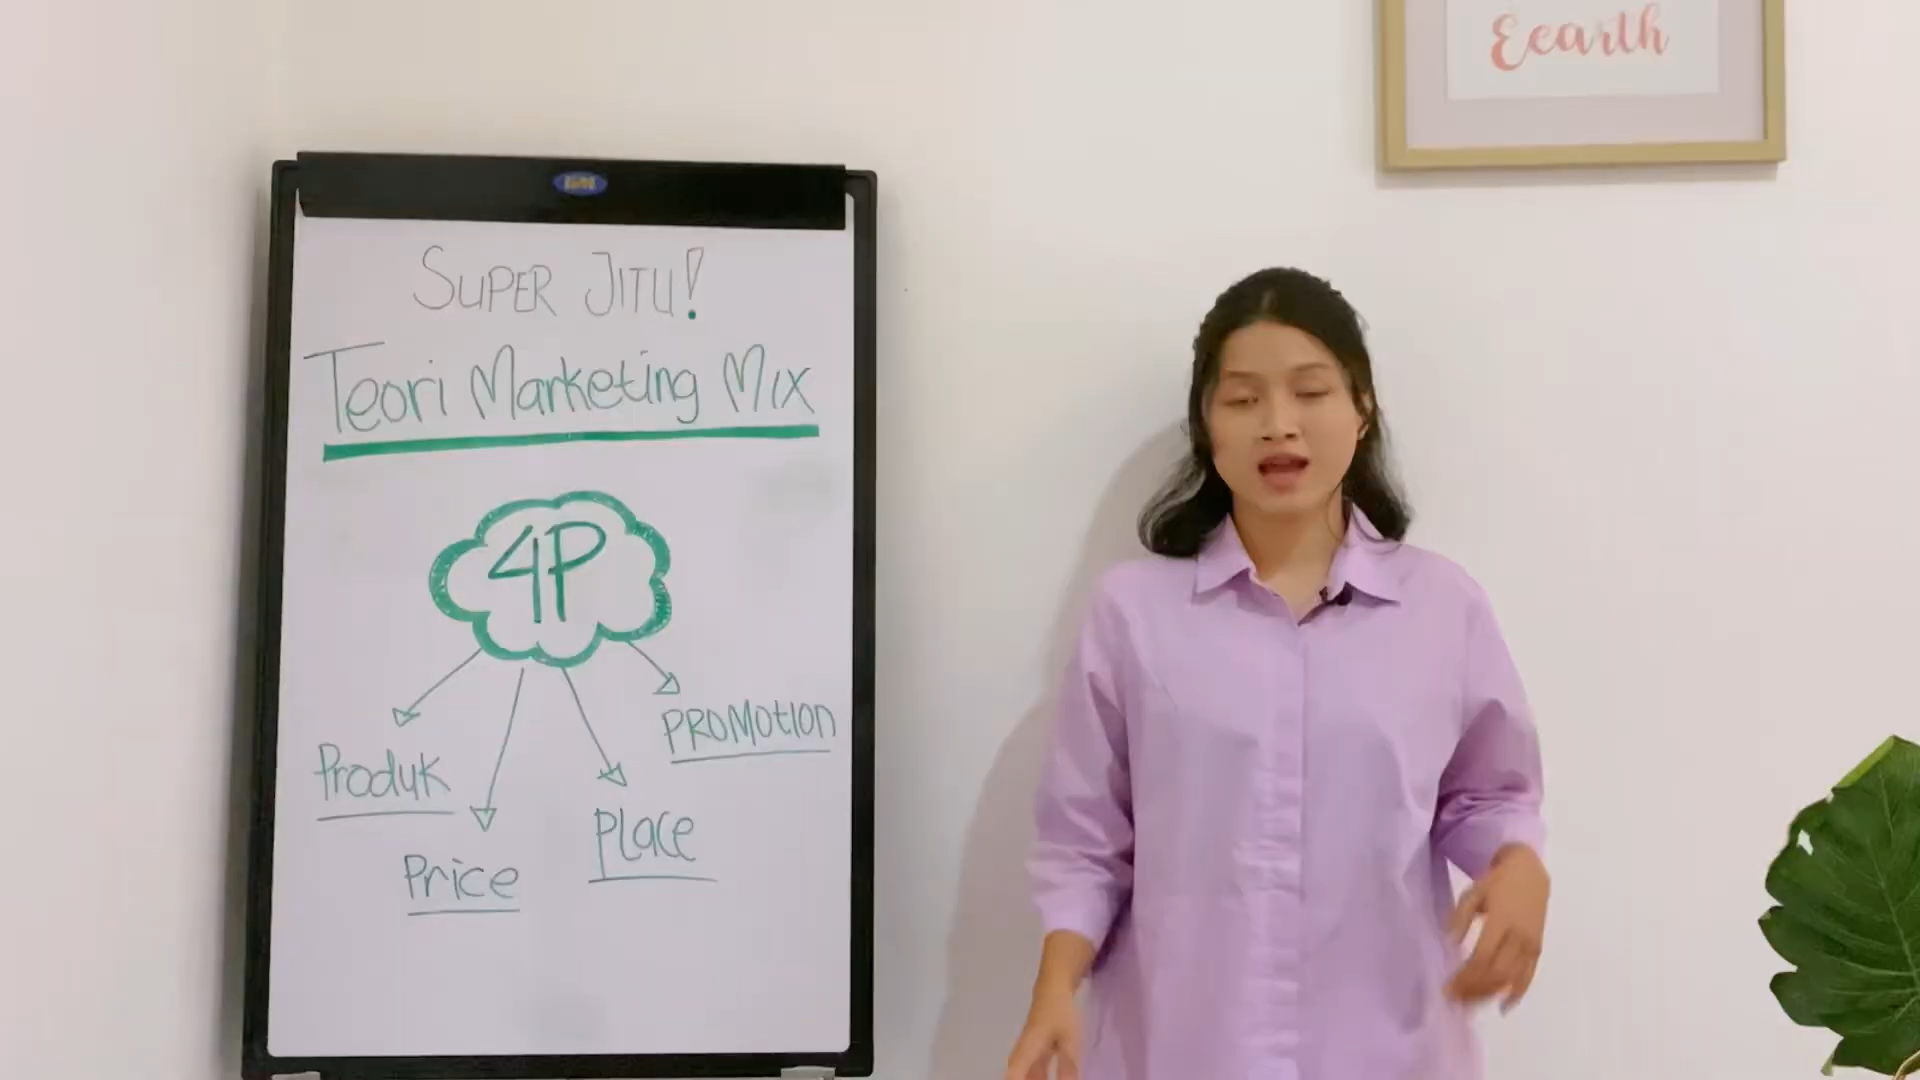 Eearth
SUPER JITU!
Teori Marketing Mix
4P
PROMOTION
Produk
Place
Price